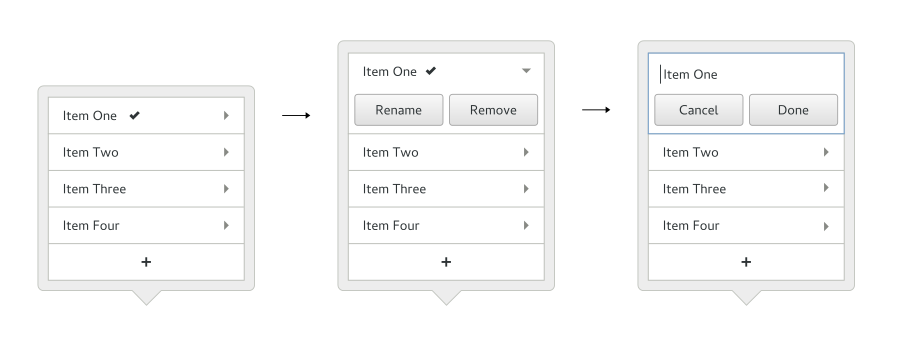 Item One ✔
Item Two
Item Three
Item Four
+
Item One ✔
Rename Remove
Item Two
Item Three
Item Four
+
Item One
Cancel Done
Item Two
Item Three
Item Four
+